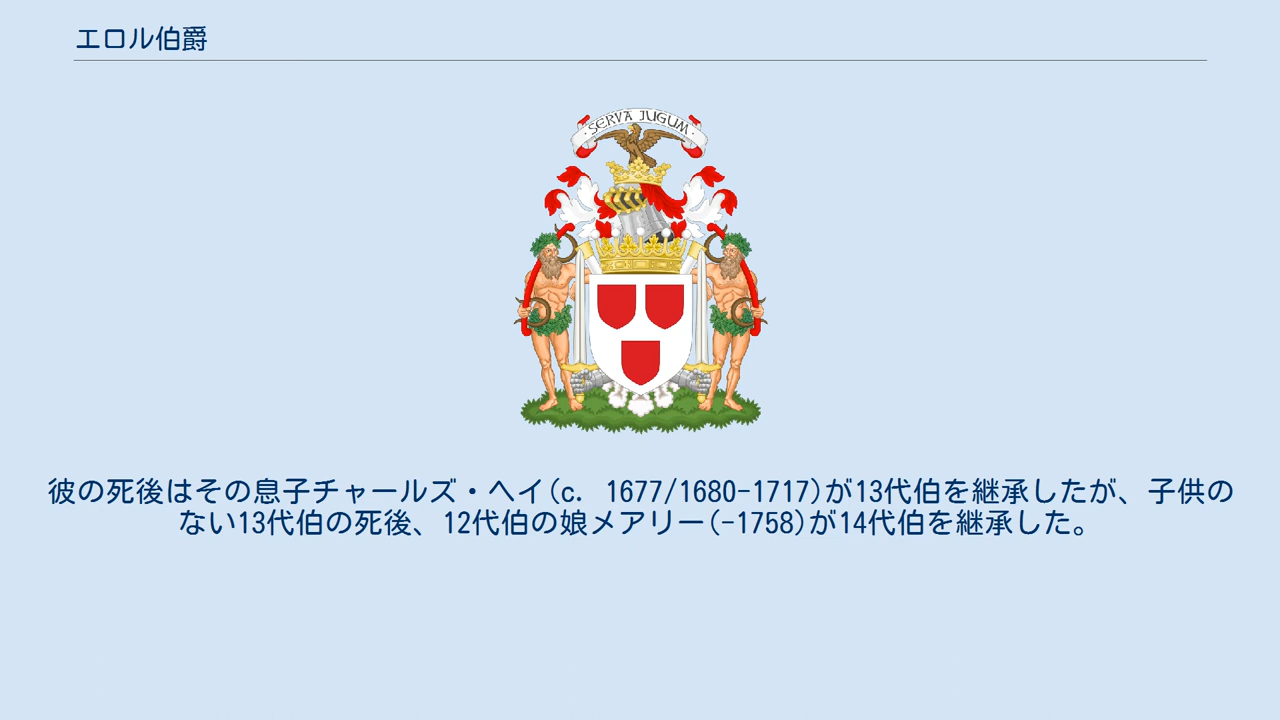 エロル伯爵
·SERVA JUGUM·
彼の死後はその息子チャールズ・ヘイ(c. 1677/1680-1717)が13代伯を継承したが、子供の
ない13代伯の死後、12代伯の娘メアリー(-1758)が14代伯を継承した。